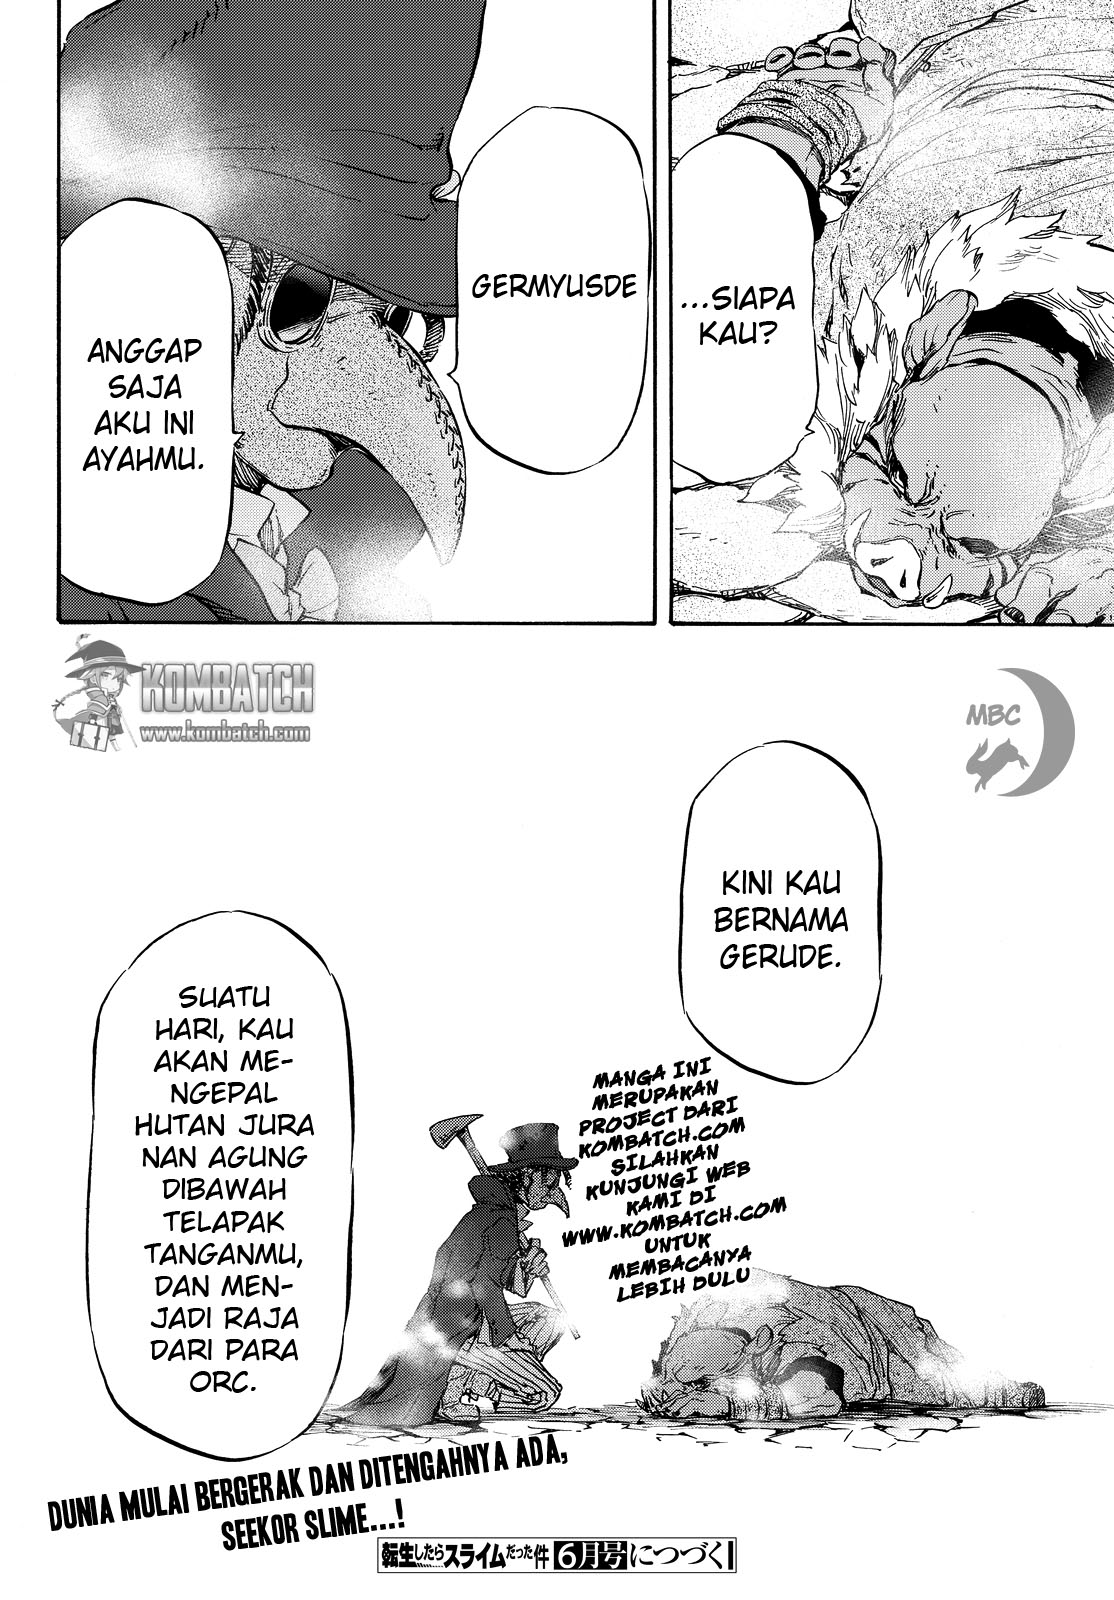 ...SIAPA
KAU?
GERMYUSDE
ANGGAP
SAJA
AKU INI
AYAHMU.
KOMBATCH
www.kombatch.com
MBC
KINI KAU
BERNAMA
GERUDE.
SUATU
HARI, KAU
AKAN ME-
NGEPAL
HUTAN JURA
NAN AGUNG
DIBAWAH
TELAPAK
TANGANMU,
DAN MEN-
JADI RAJA
DARI PARA
ORC.
MANGA INI
MERUPAKAN
PROJECT DARI
KOMBATCH.COM
SILAHKAN
KUNJUNGI WEB
KAMI DI
WWW.KOMBATCH.COM
UNTUK
MEMBACANYA
LEBIH DULU
DUNIA MULAI BERGERAK DAN DITENGAHNYA ADA,
SEEKOR SLIME...!
転生したらスライムだった件 6月号につづく